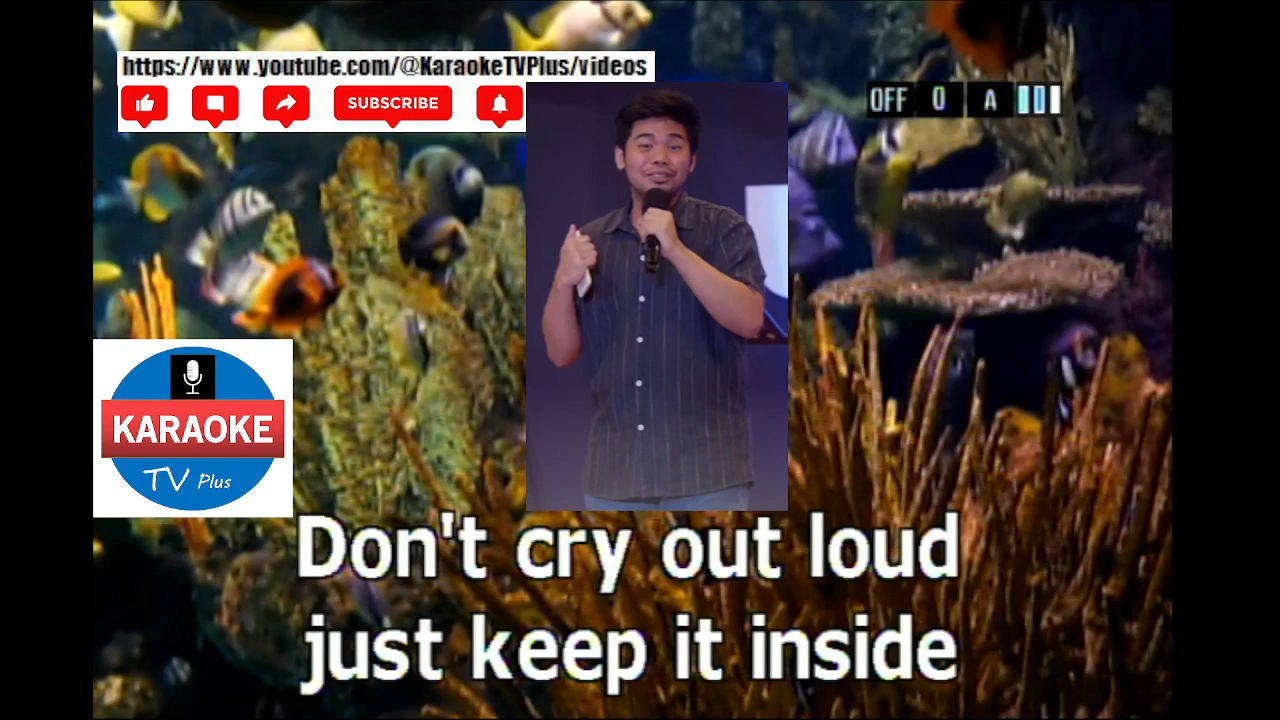 https://www.youtube.com/@KaraokeTVPlus/videos
SUBSCRIBE
OFF 0 A
KARAOKE
TV Plus
Don't cry out loud
just keep it inside